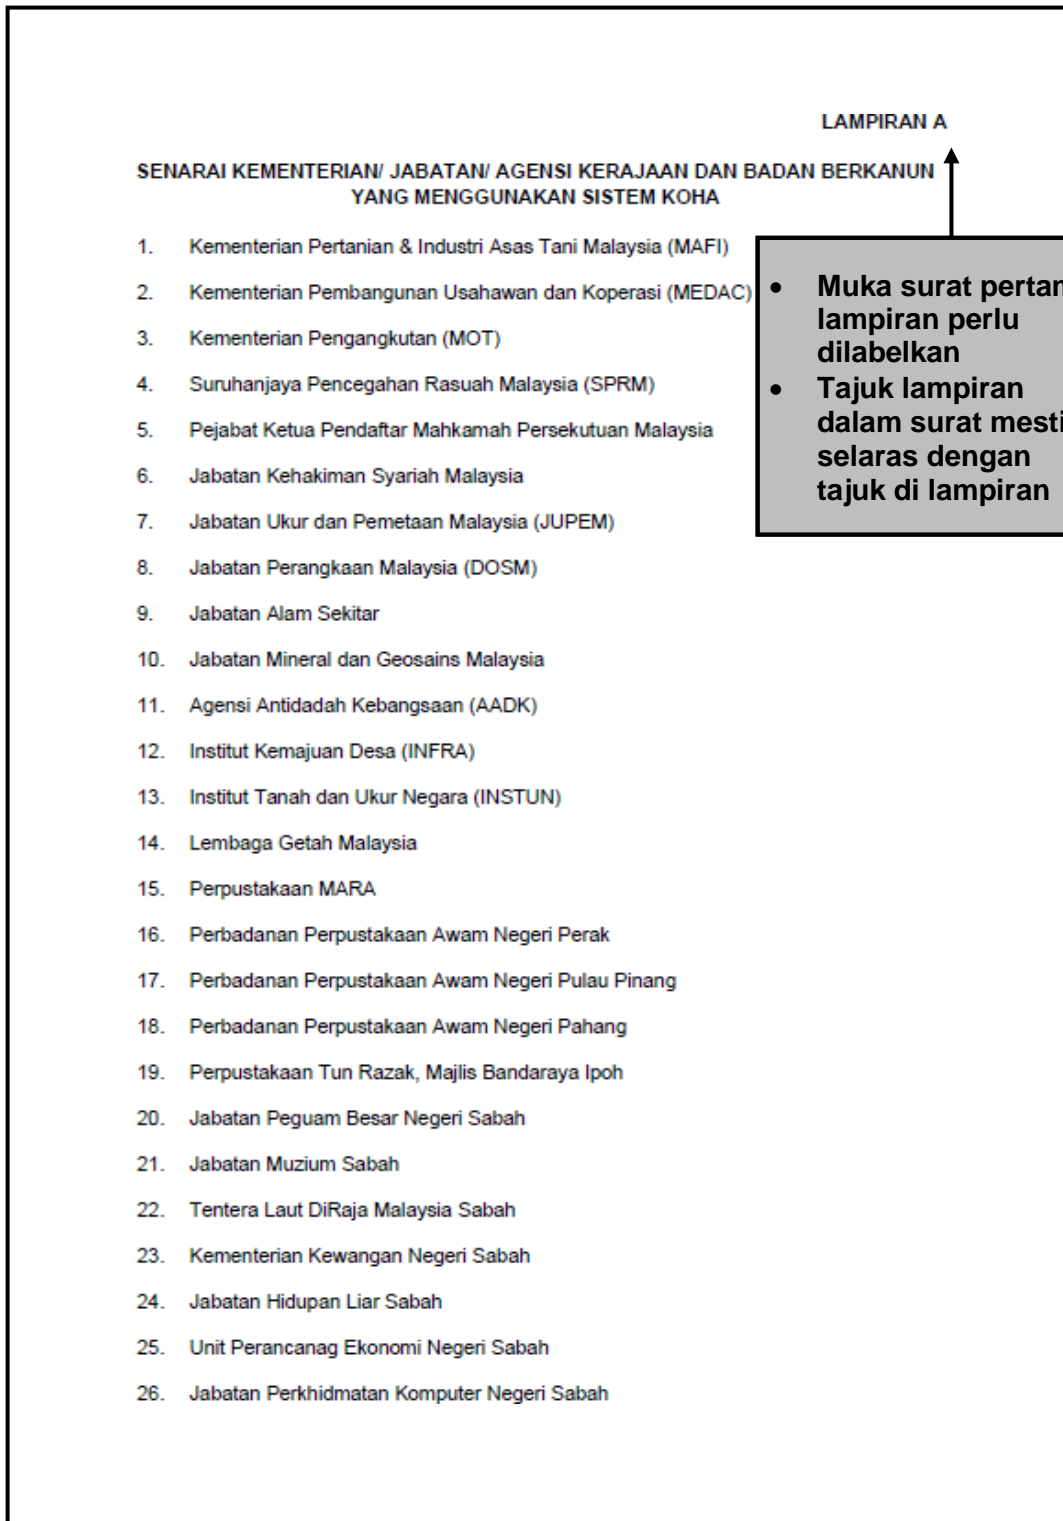 LAMPIRAN A
SENARAI KEMENTERIAN/ JABATAN/ AGENSI KERAJAAN DAN BADAN BERKANUN
YANG MENGGUNAKAN SISTEM KOHA
1. Kementerian Pertanian & Industri Asas Tani Malaysia (MAFI)
2. Kementerian Pembangunan Usahawan dan Koperasi (MEDAC)
3. Kementerian Pengangkutan (MOT)
4. Suruhanjaya Pencegahan Rasuah Malaysia (SPRM)
5. Pejabat Ketua Pendaftar Mahkamah Persekutuan Malaysia
6. Jabatan Kehakiman Syariah Malaysia
7. Jabatan Ukur dan Pemetaan Malaysia (JUPEM)
8. Jabatan Perangkaan Malaysia (DOSM)
9. Jabatan Alam Sekitar
10. Jabatan Mineral dan Geosains Malaysia
11. Agensi Antidadah Kebangsaan (AADK)
12. Institut Kemajuan Desa (INFRA)
13. Institut Tanah dan Ukur Negara (INSTUN)
14. Lembaga Getah Malaysia
15. Perpustakaan MARA
16. Perbadanan Perpustakaan Awam Negeri Perak
17. Perbadanan Perpustakaan Awam Negeri Pulau Pinang
18. Perbadanan Perpustakaan Awam Negeri Pahang
19. Perpustakaan Tun Razak, Majlis Bandaraya Ipoh
20. Jabatan Peguam Besar Negeri Sabah
21. Jabatan Muzium Sabah
22. Tentera Laut DiRaja Malaysia Sabah
23. Kementerian Kewangan Negeri Sabah
24. Jabatan Hidupan Liar Sabah
25. Unit Perancanag Ekonomi Negeri Sabah
26. Jabatan Perkhidmatan Komputer Negeri Sabah
• Muka surat
lampiran perlu
dilabelkan
• Tajuk lampiran
dalam surat mesti
selaras dengan
tajuk di lampiran